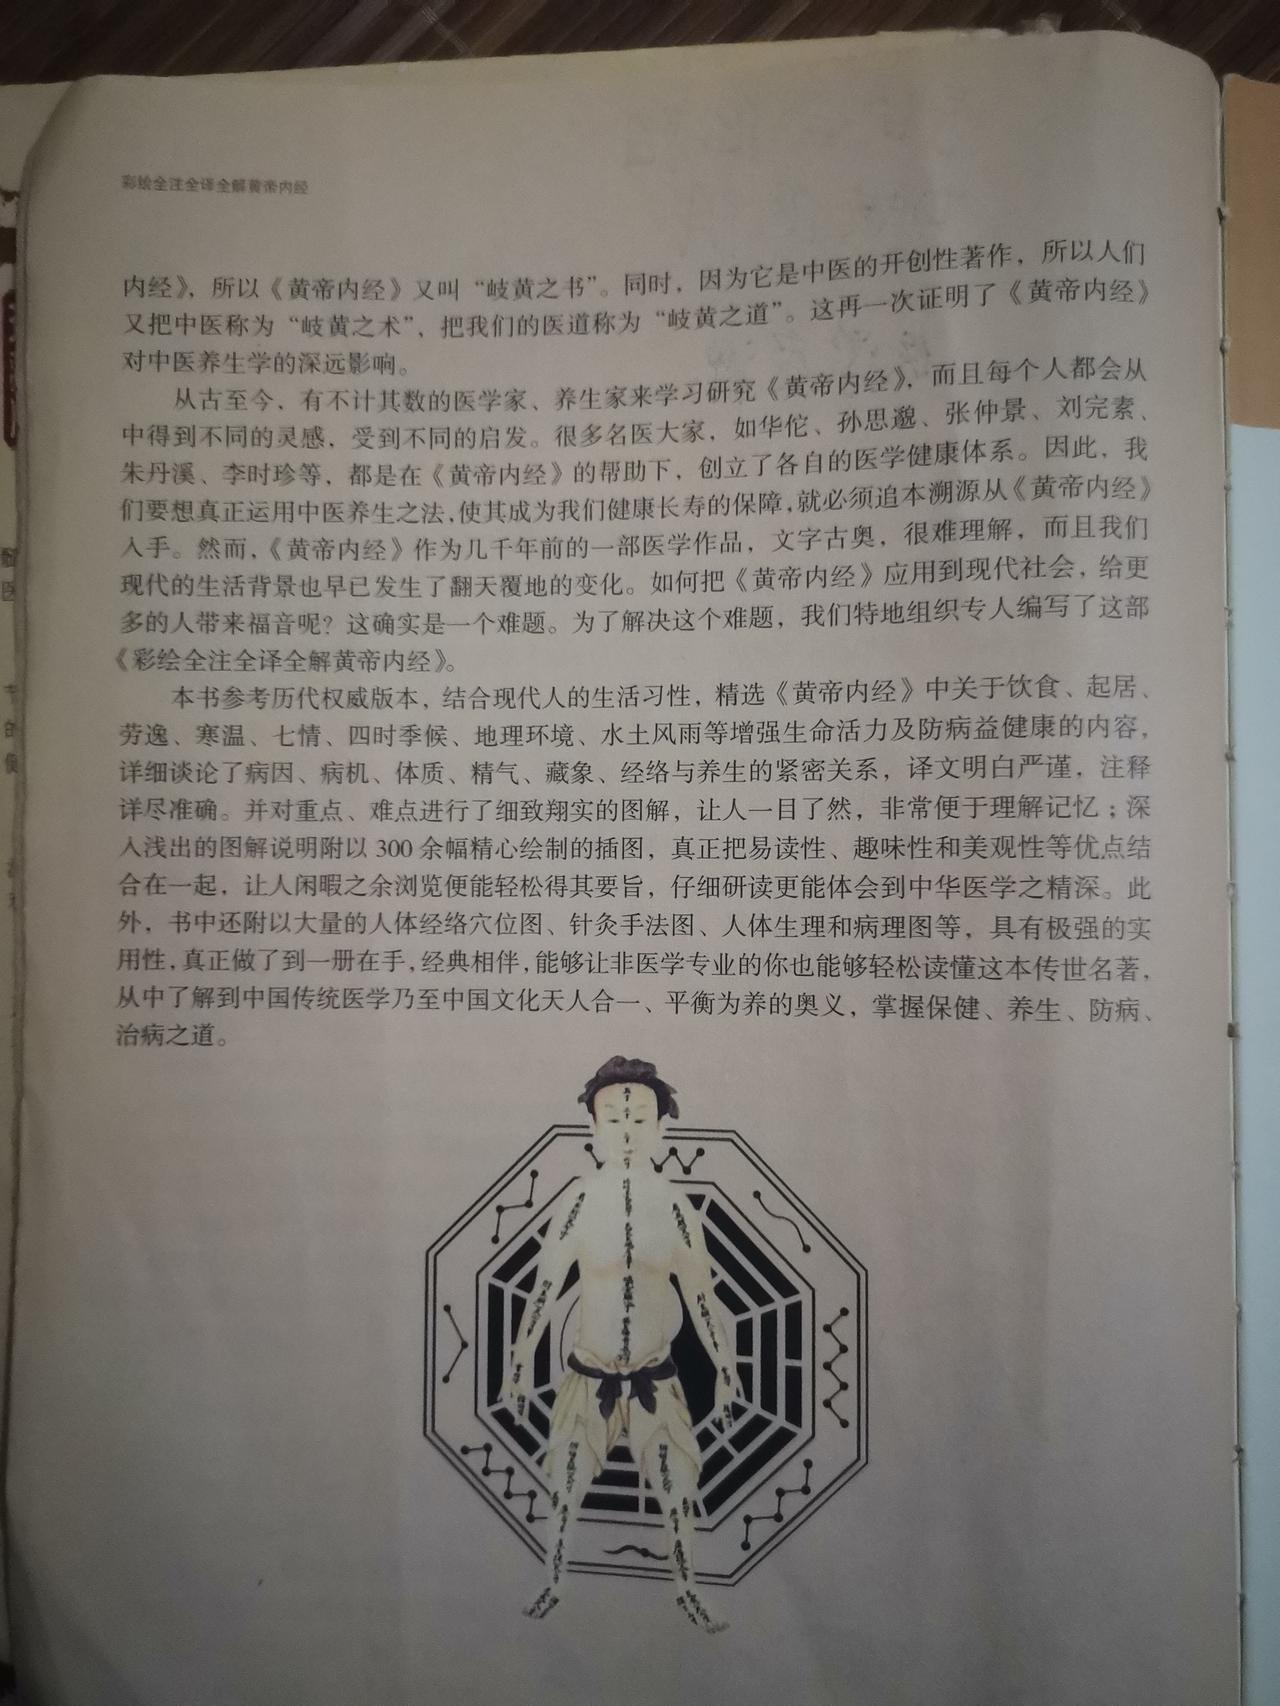 彩绘全注全译全解黄帝内经
内经》，所以《黄帝内经》又叫“岐黄之书”。同时，因为它是中医的开创性著作，所以人们
又把中医称为“岐黄之术”，把我们的医道称为“岐黄之道”。这再一次证明了《黄帝内经》
对中医养生学的深远影响。
从古至今，有不计其数的医学家、养生家来学习研究《黄帝内经》，而且每个人都会从
中得到不同的灵感，受到不同的启发。很多名医大家，如华佗、孙思邈、张仲景、刘完素、
朱丹溪、李时珍等，都是在《黄帝内经》的帮助下，创立了各自的医学健康体系。因此，我
们要想真正运用中医养生之法，使其成为我们健康长寿的保障，就必须追本溯源从《黄帝内经》
入手。然而，《黄帝内经》作为几千年前的一部医学作品，文字古奥，很难理解，而且我们
现代的生活背景也早已发生了翻天覆地的变化。如何把《黄帝内经》应用到现代社会，给更
多的人带来福音呢？这确实是一个难题。为了解决这个难题，我们特地组织专人编写了这部
《彩绘全注全译全解黄帝内经》。
本书参考历代权威版本，结合现代人的生活习性，精选《黄帝内经》中关于饮食、起居、
劳逸、寒温、七情、四时季候、地理环境、水土风雨等增强生命活力及防病益健康的内容，
详细谈论了病因、病机、体质、精气、藏象、经络与养生的紧密关系，译文明白严谨，注释
详尽准确。并对重点、难点进行了细致翔实的图解，让人一目了然，非常便于理解记忆；深
入浅出的图解说明附以 300 余幅精心绘制的插图，真正把易读性、趣味性和美观性等优点结
合在一起，让人闲暇之余浏览便能轻松得其要旨，仔细研读更能体会到中华医学之精深。此
外，书中还附以大量的人体经络穴位图、针灸手法图、人体生理和病理图等，具有极强的实
用性，真正做了到一册在手，经典相伴，能够让非医学专业的你也能够轻松读懂这本传世名著，
从中了解到中国传统医学乃至中国文化天人合一、平衡为养的奥义，掌握保健、养生、防病、
治病之道。